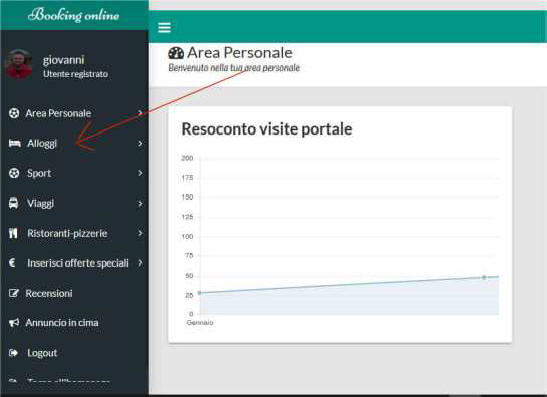 Booking online
giovanni
Utente registrato
Area Personale
Alloggi
Sport
Viaggi
Ristoranti-pizzerie
€ Inserisci offerte speciali
Recensioni
Annuncio in cima
Logout
Area Personale
Benvenuto nella tua area personale
Resoconto visite portale
200
175
150
125
100
75
50
25
0
Gennaio